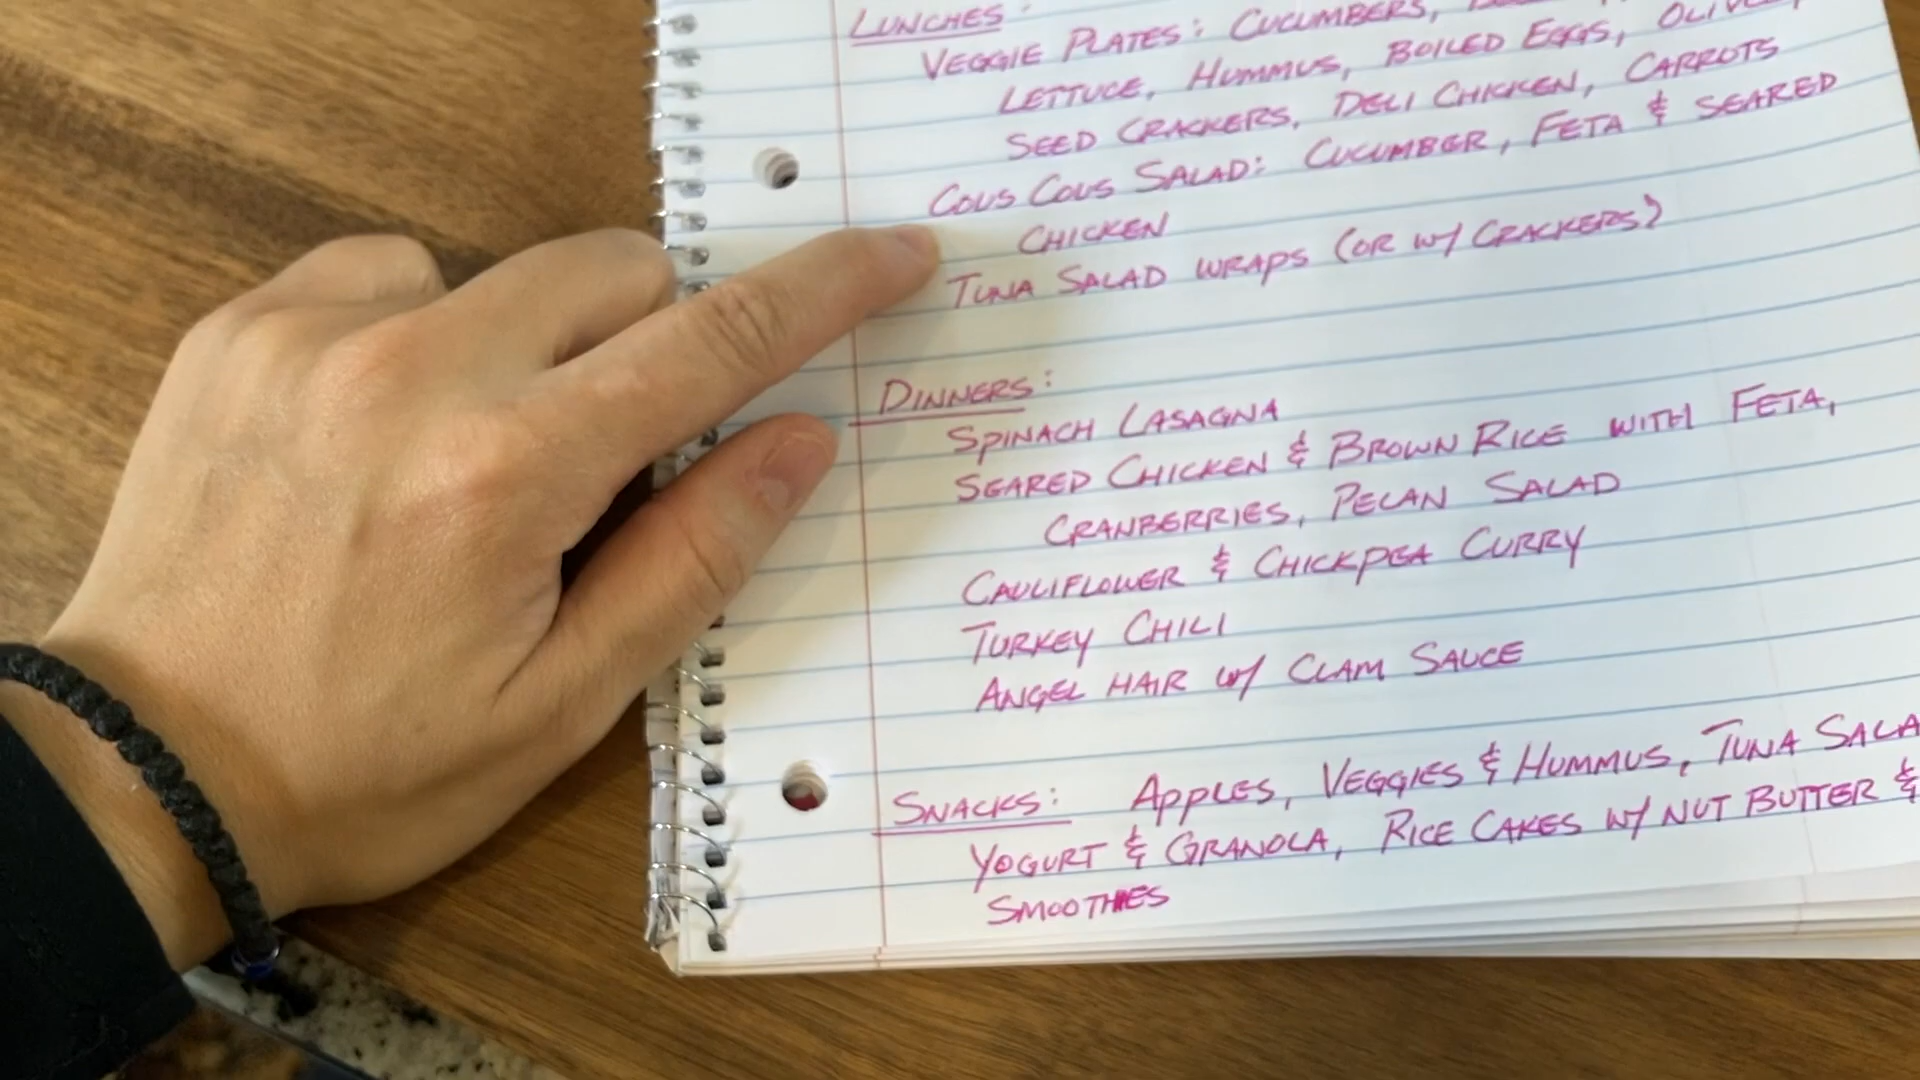 LUNCHES:
VEGGIE PLATES: CUCUMBERS,
LETTUCE, HUMMUS, BOILED EGGS,
SEED CRACKERS, DELI CHICKEN, CARROTS
COUS COUS SALAD: CUCUMBER, FETA & SEARED
CHICKEN
TUNA SALAD WRAPS (OR W/ CRACKERS)
DINNERS:
SPINACH LASAGNA
SEARED CHICKEN & BROWN RICE WITH FETA,
CRANBERRIES, PECAN SALAD
CAULIFLOWER & CHICKPEA CURRY
TURKEY CHILI
ANGEL HAIR W/ CLAM SAUCE
SNACKS: APPLES, VEGGIES & HUMMUS, TUNA SALA
YOGURT & GRANOLA, RICE CAKES W/ NUT BUTTER &
SMOOTHIES